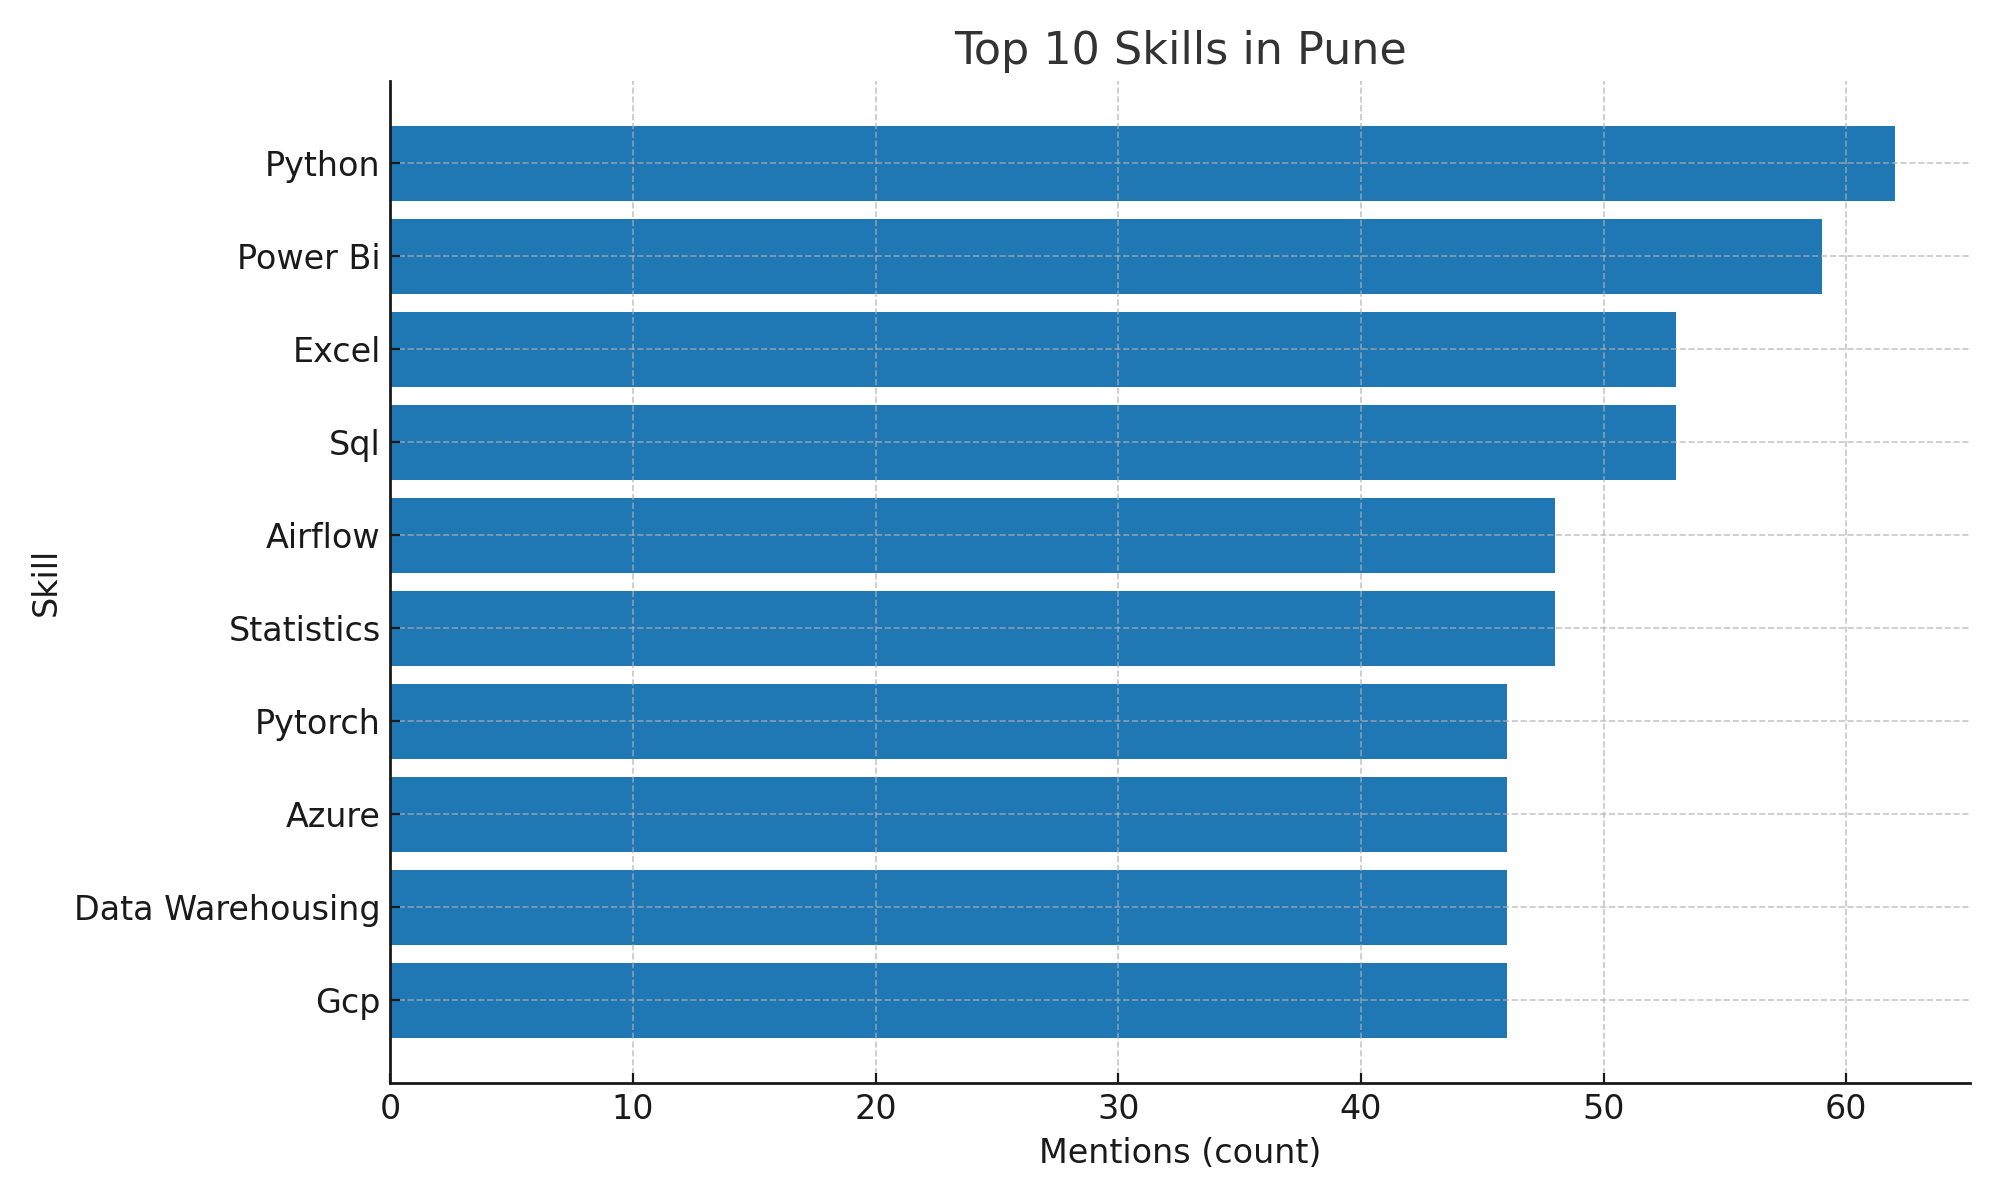 Top 10 Skills in Pune
Python
Power Bi
Excel
Sql
Airflow
Statistics
Pytorch
Azure
Data Warehousing
Gcp
Skill
0 10 20 30 40 50 60
Mentions (count)